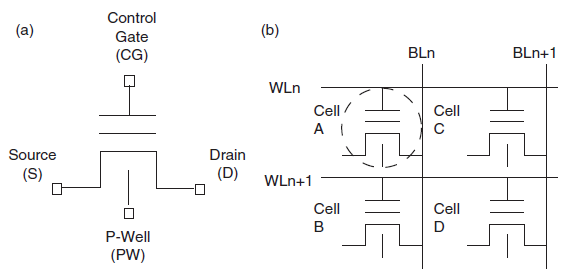 (a)
Control
Gate
(CG)
Source
(S)
Drain
(D)
P-Well
(PW)
(b)
BLn
BLn+1
WLn
Cell
A
Cell
C
WLn+1
Cell
B
Cell
D